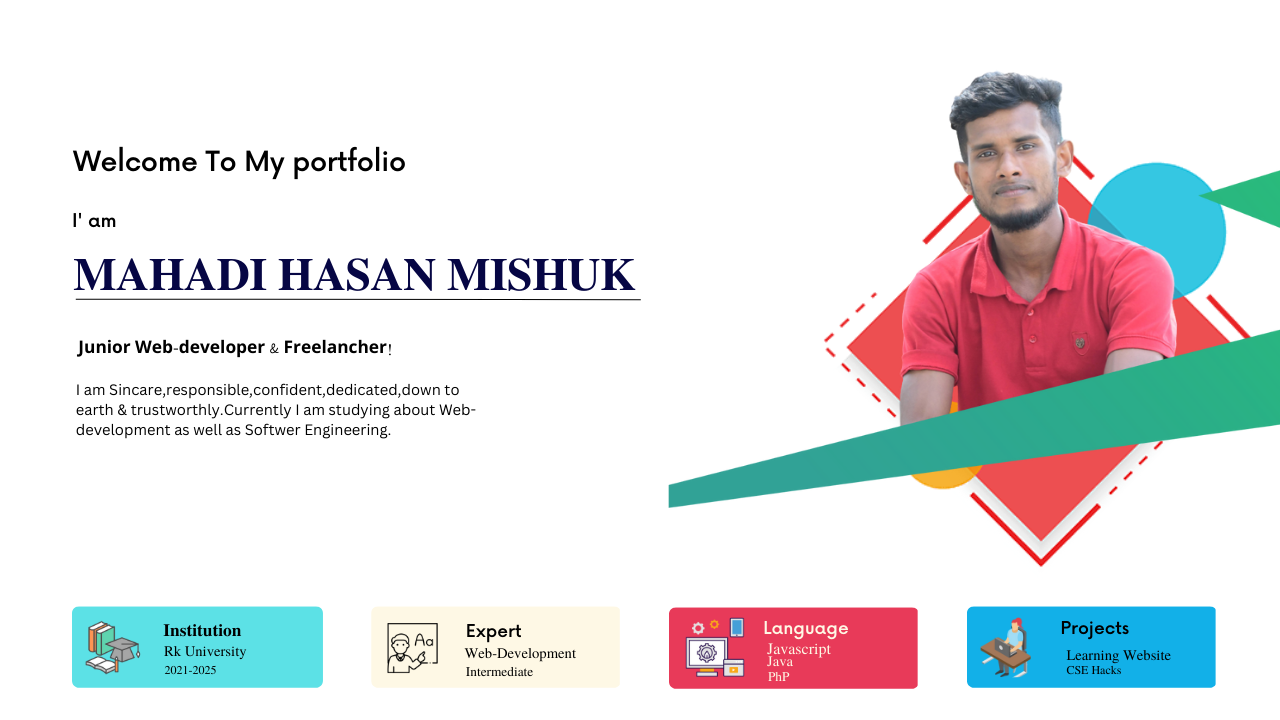 Welcome To My portfolio
I' am
MAHADI HASAN MISHUK
Junior Web-developer & Freelancher!
I am Sincare,responsible,confident,dedicated,down to
earth & trustworthly.Currently I am studying about Web-
development as well as Softwer Engineering.
Institution
Rk University
2021-2025
Aa
Expert
Web-Development
Intermediate
Language
Javascript
Java
PhP
Projects
Learning Website
CSE Hacks